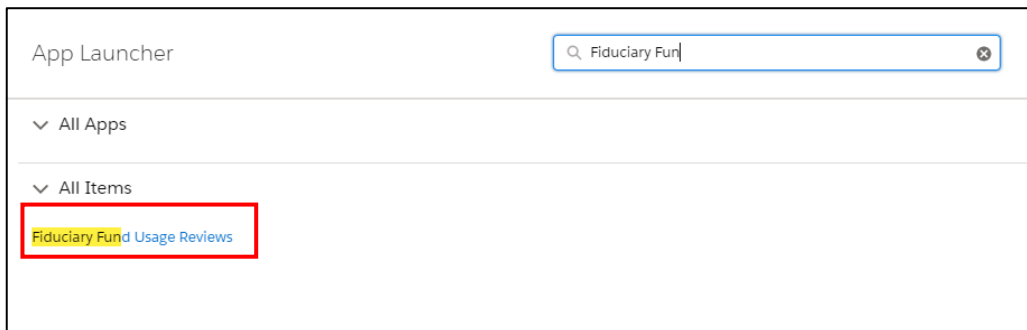 App Launcher
Fiduciary Fun
All Apps
All Items
Fiduciary Fund Usage Reviews